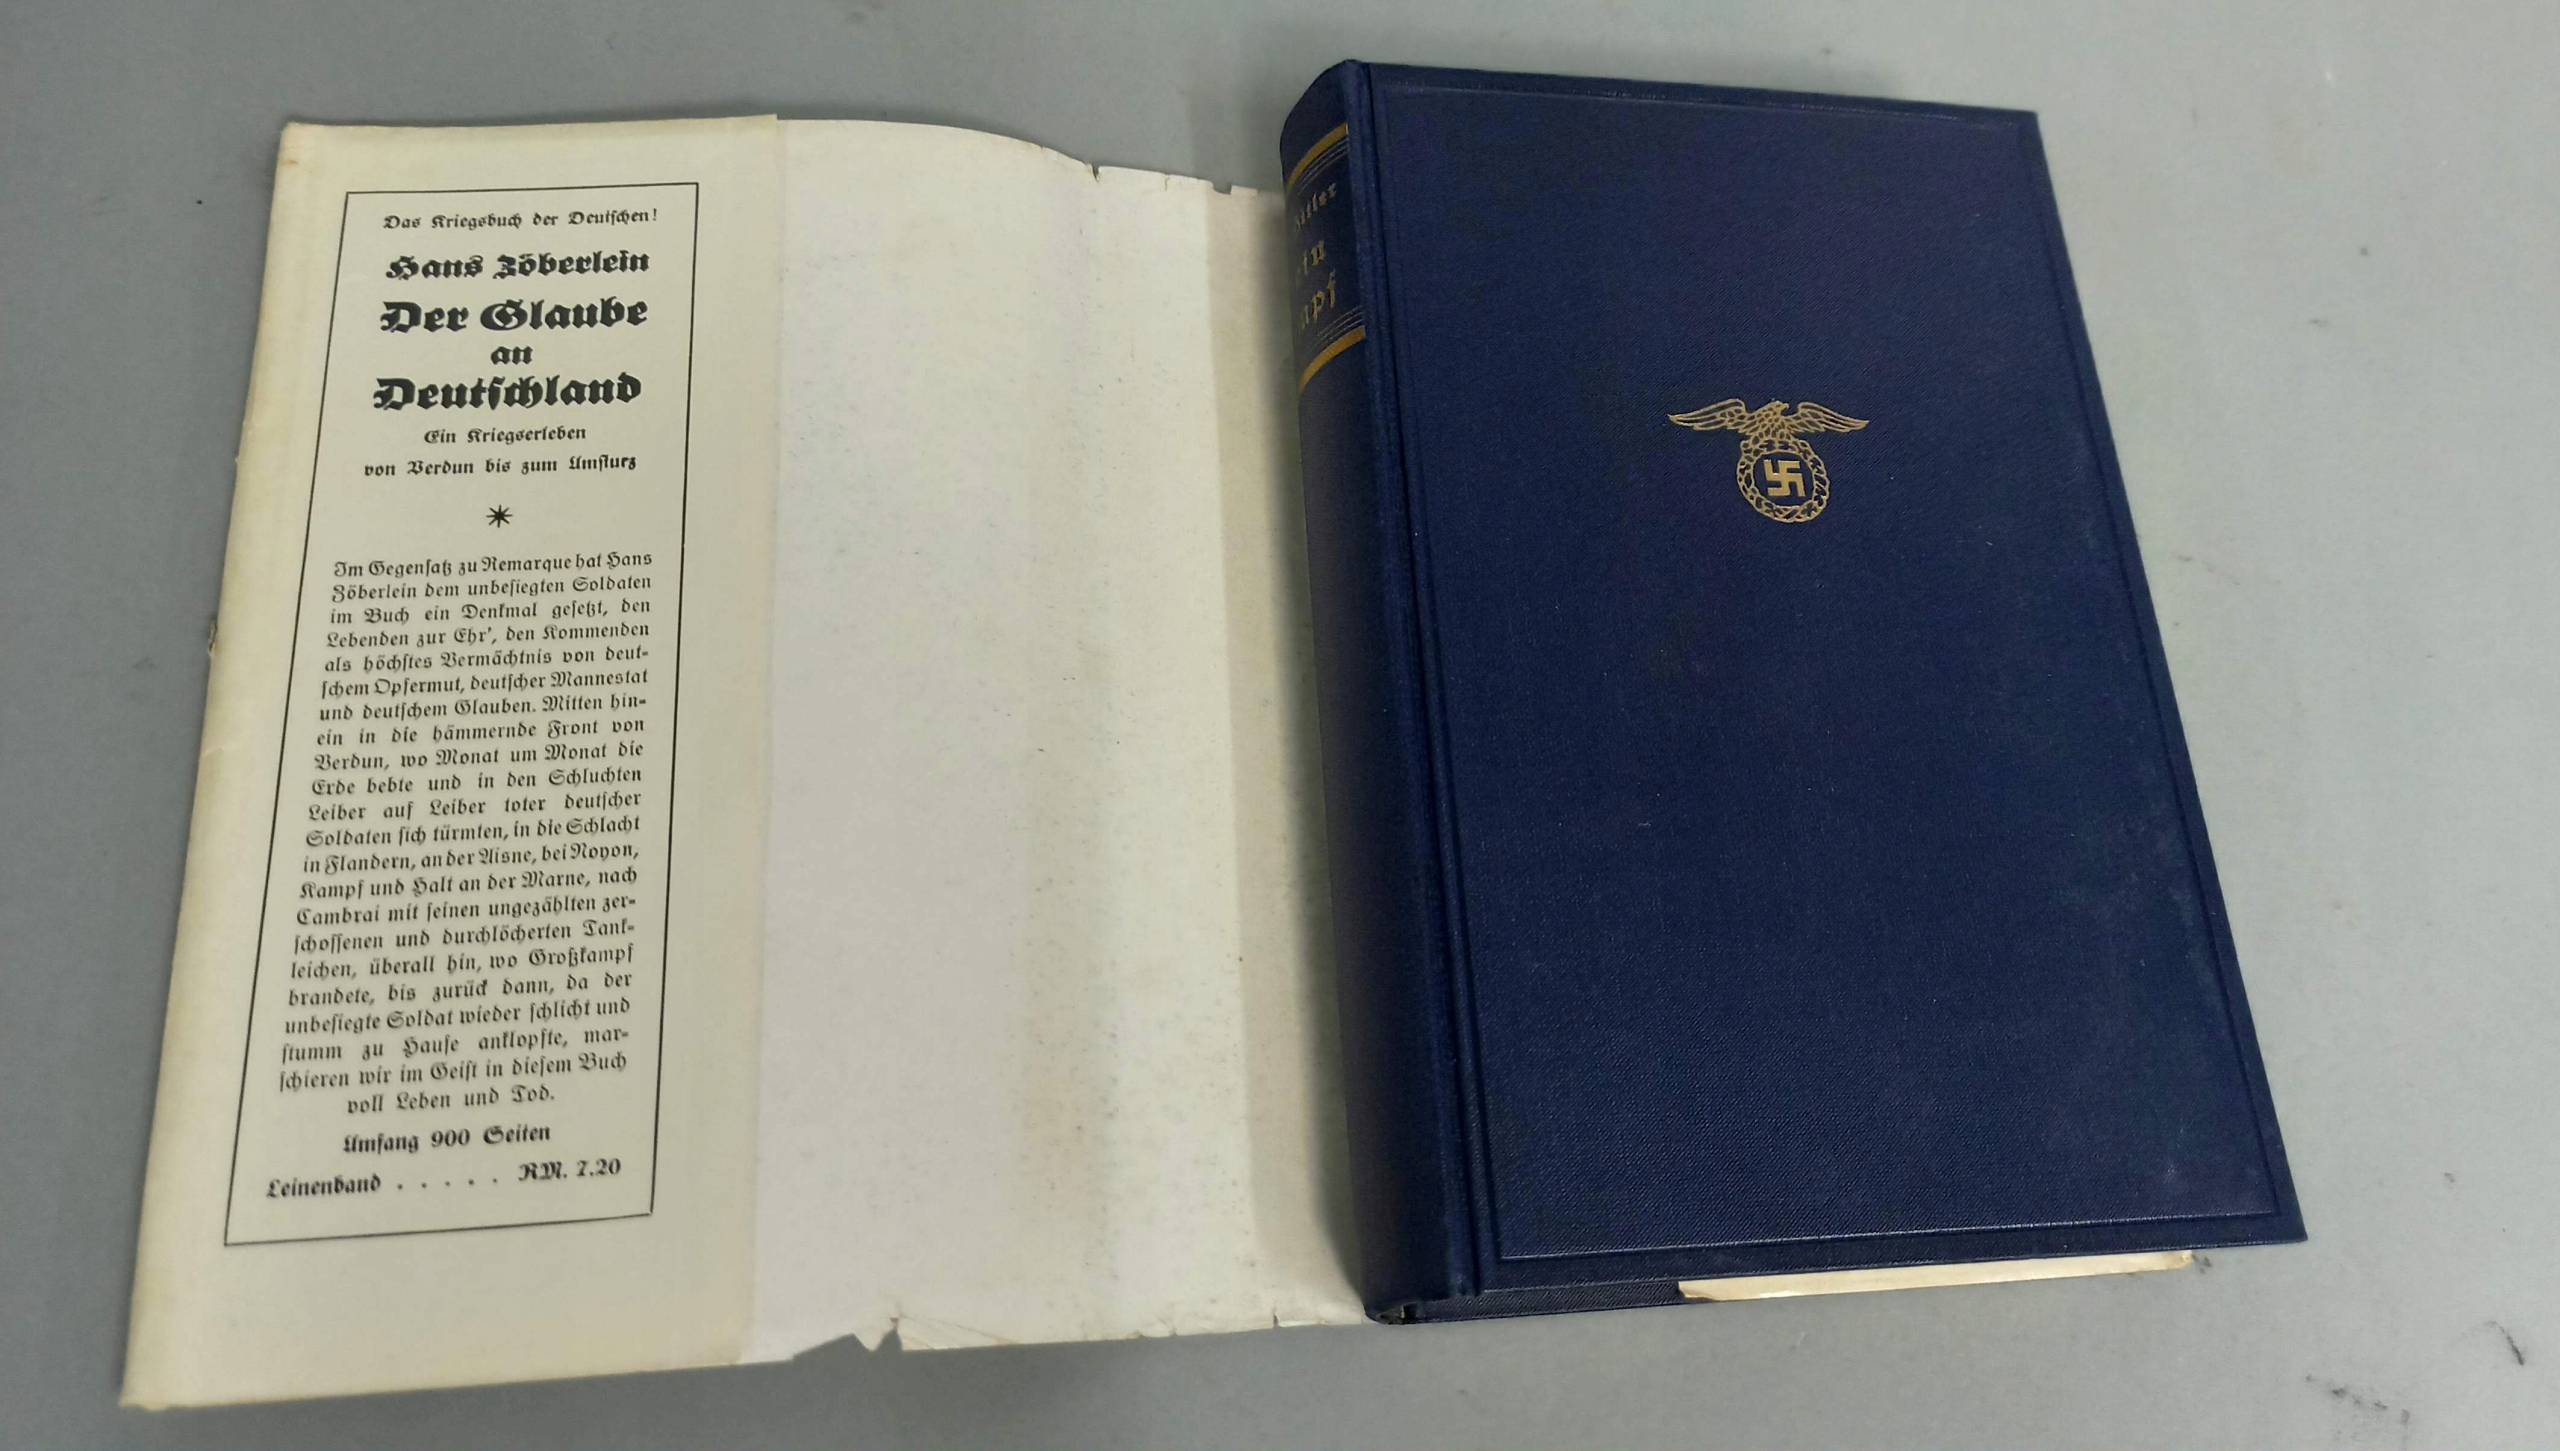 Das Kriegsbuch der Deutschen!
Hans Zöberlein
Der Glaube
an
Deutschland
Ein Kriegserleben
von Verdun bis zum Umsturz
Im Gegensatz zu Remarque hat Hans
Zöberlein dem unbesiegten Soldaten
im Buch ein Denkmal gesetzt, den
Lebenden zur Ehr', den Kommenden
als höchstes Vermächtnis von deut-
schem Opfermut, deutscher Mannestat
und deutschem Glauben. Mitten hin-
ein in die hämmernde Front von
Verdun, wo Monat um Monat die
Erde bebte und in den Schluchten
Leiber auf Leiber toter deutscher
Soldaten sich türmten, in die Schlacht
in Flandern, an der Aisne, bei Noyon,
Kampf und Halt an der Marne, nach
Cambrai mit seinen ungezählten zer-
schossenen und durchlöcherten Tank-
leichen, überall hin, wo Großkampf
brandete, bis zurück dann, da der
unbesiegte Soldat wieder schlicht und
stumm zu Hause anklopfte, mar-
schieren wir im Geist in diesem Buch
voll Leben und Tod.
Umfang 900 Seiten
Leinenband . . . . . RM. 7.20
Hitler
ein
mpf